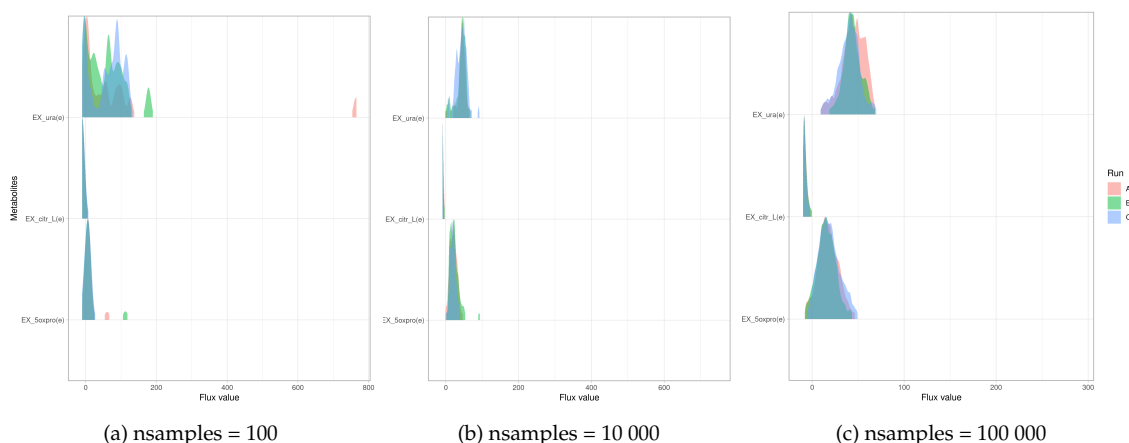 EX_ura(e)
EX_citr_L(e)
EX_5oxpro(e)
Metabolites
0 200 400 600 800
Flux value
(a) nsamples = 100
EX_ura(e)
EX_citr_L(e)
EX_5oxpro(e)
0 200 400 600
Flux value
(b) nsamples = 10 000
EX_ura(e)
EX_citr_L(e)
EX_5oxpro(e)
0 100 200 300
Flux value
(c) nsamples = 100 000
Run